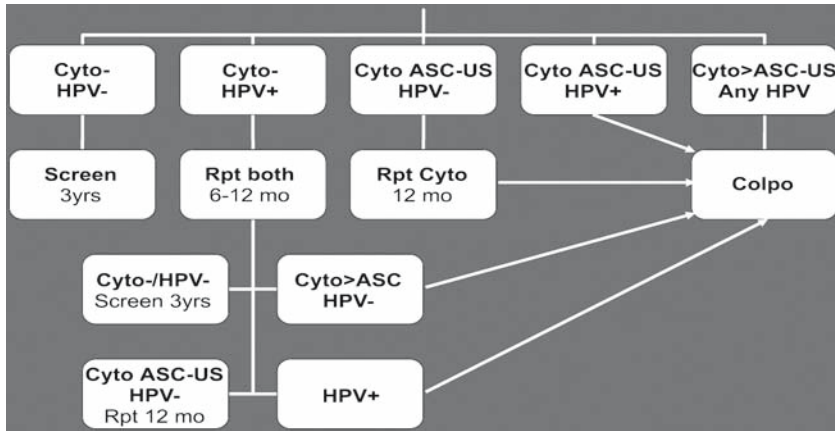 Cyto-
HPV-
Cyto-
HPV+
Cyto ASC-US
HPV-
Cyto ASC-US
HPV+
Cyto>ASC-US
Any HPV
Screen
3yrs
Rpt both
6-12 mo
Rpt Cyto
12 mo
Colpo
Cyto-/HPV-
Screen 3yrs
Cyto>ASC
HPV-
Cyto ASC-US
HPV-
Rpt 12 mo
HPV+